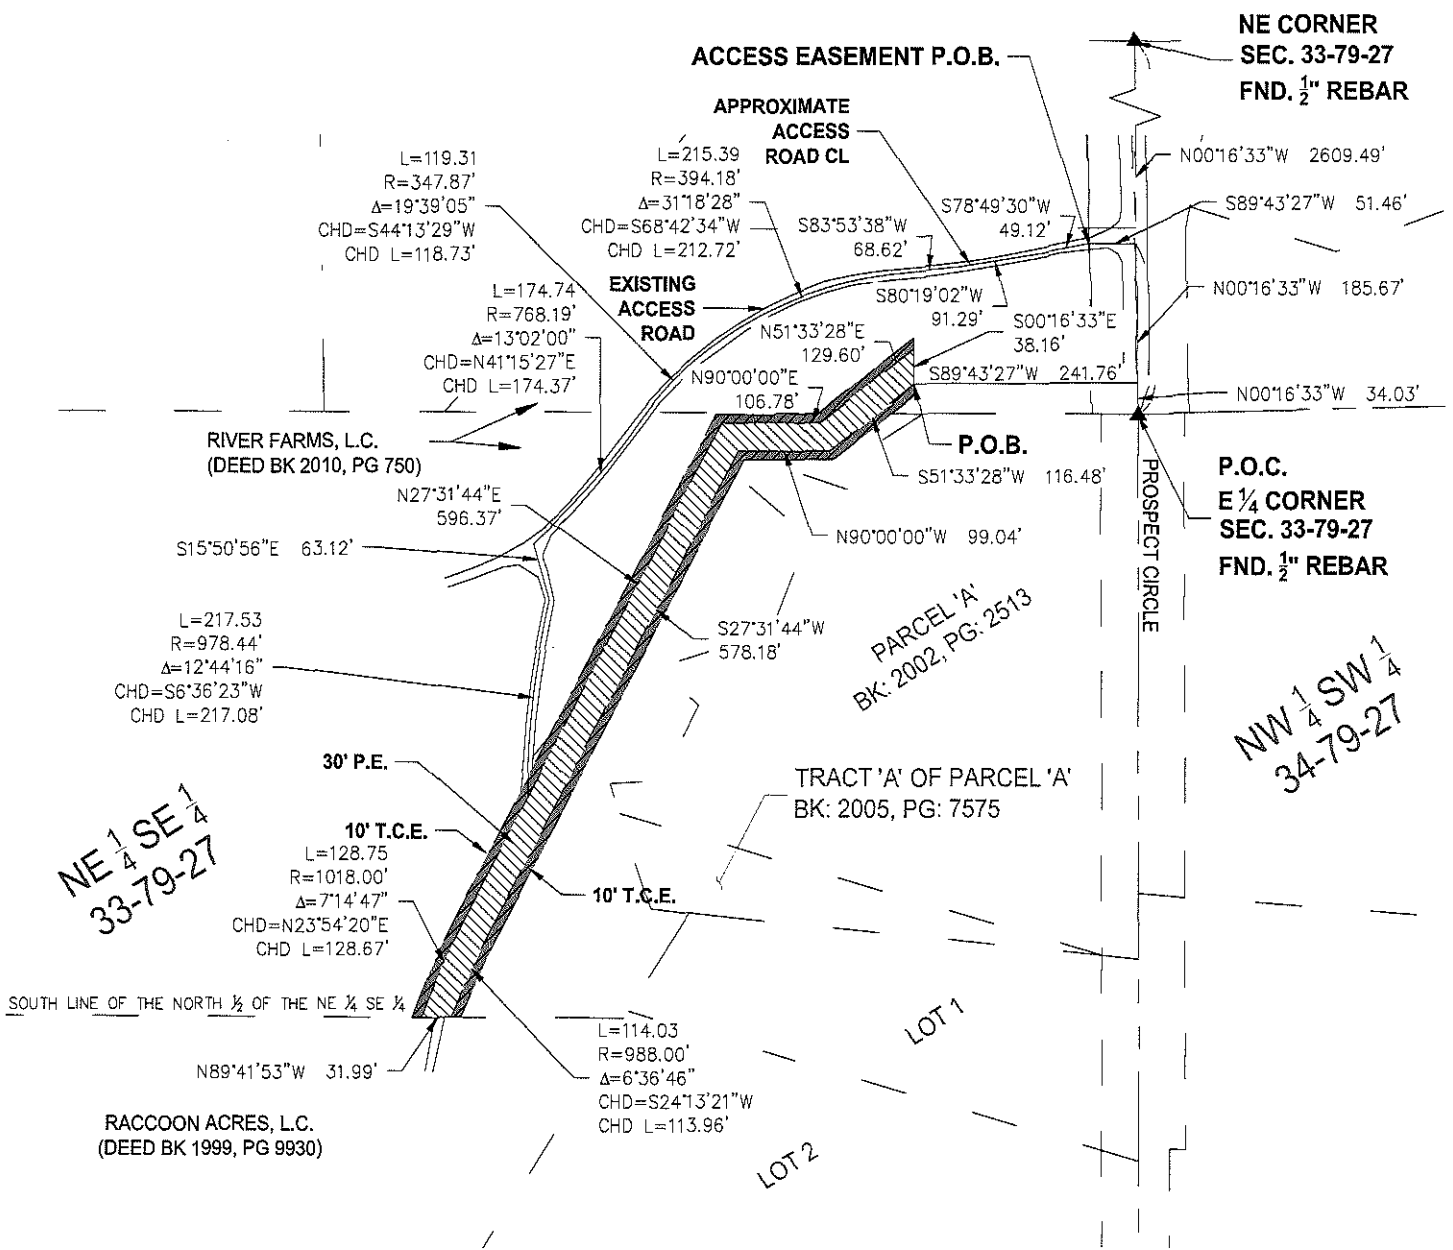 NE CORNER
SEC. 33-79-27
FND. ½" REBAR
ACCESS EASEMENT P.O.B.
APPROXIMATE
ACCESS
ROAD CL
N00°16'33"W 2609.49'
S89°43'27"W 51.46'
N00°16'33"W 185.67'
N00°16'33"W 34.03'
L=119.31
R=347.87'
Δ=19°39'05"
CHD=S44°13'29"W
CHD L=118.73'
L=215.39
R=394.18'
Δ=31°18'28"
CHD=S68°42'34"W
CHD L=212.72'
S83°53'38"W
68.62'
S78°49'30"W
49.12'
EXISTING
ACCESS
ROAD
S80°19'02"W
91.29'
L=174.74
R=768.19'
Δ=13°02'00"
CHD=N41°15'27"E
CHD L=174.37'
N51°33'28"E
129.60'
S00°16'33"E
38.16'
N90°00'00"E
106.78'
S89°43'27"W 241.76'
RIVER FARMS, L.C.
(DEED BK 2010, PG 750)
P.O.B.
S51°33'28"W 116.48'
P.O.C.
E ¼ CORNER
SEC. 33-79-27
FND. ½" REBAR
PROSPECT CIRCLE
N27°31'44"E
596.37'
N90°00'00"W 99.04'
S15°50'56"E 63.12'
L=217.53
R=978.44'
Δ=12°44'16"
CHD=S6°36'23"W
CHD L=217.08'
S27°31'44"W
578.18'
PARCEL 'A'
BK: 2002, PG: 2513
NW ¼ SW ¼
34-79-27
30' P.E.
TRACT 'A' OF PARCEL 'A'
BK: 2005, PG: 7575
NE ¼ SE ¼
33-79-27
10' T.C.E.
L=128.75
R=1018.00'
Δ=7°14'47"
CHD=N23°54'20"E
CHD L=128.67'
10' T.C.E.
SOUTH LINE OF THE NORTH ½ OF THE NE ¼ SE ¼
LOT 1
N89°41'53"W 31.99'
L=114.03
R=988.00'
Δ=6°36'46"
CHD=S24°13'21"W
CHD L=113.96'
RACCOON ACRES, L.C.
(DEED BK 1999, PG 9930)
LOT 2